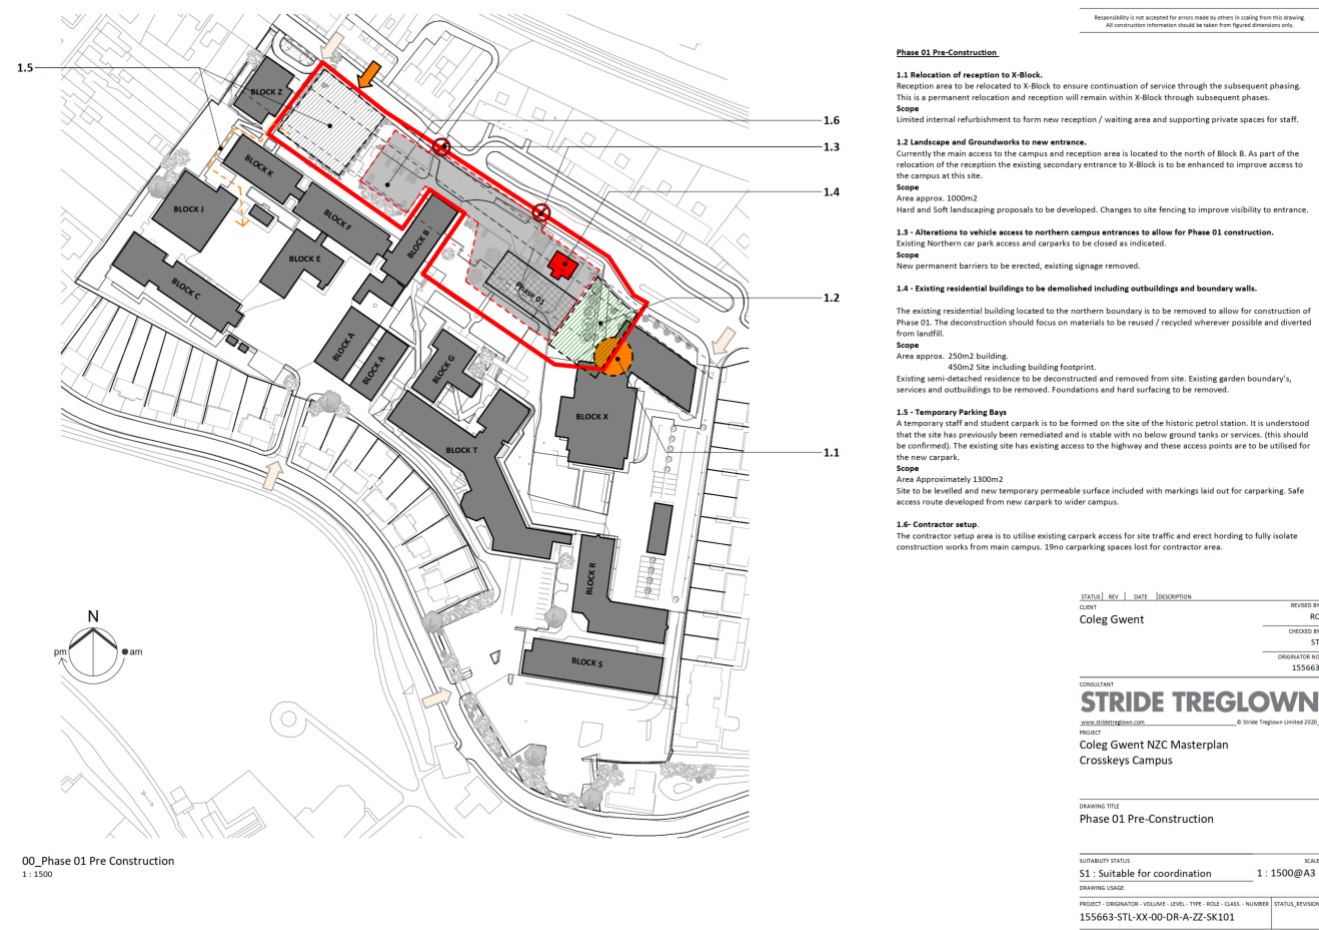 Responsibility is not accepted for errors made by others in scaling from this drawing.
All construction information should be taken from figured dimensions only.
Phase 01 Pre-Construction
1.1 Relocation of reception to X-Block.
Reception area to be relocated to X-Block to ensure continuation of service through the subsequent phasing.
This is a permanent relocation and reception will remain within X-Block through subsequent phases.
Scope
Limited internal refurbishment to form new reception / waiting area and supporting private spaces for staff.
1.2 Landscape and Groundworks to new entrance.
Currently the main access to the campus and reception area is located to the north of Block B. As part of the
relocation of the reception the existing secondary entrance to X-Block is to be enhanced to improve access to
the campus at this site.
Scope
Area approx. 1000m2
Hard and Soft landscaping proposals to be developed. Changes to site fencing to improve visibility to entrance.
1.3 - Alterations to vehicle access to northern campus entrances to allow for Phase 01 construction.
Existing Northern car park access and carparks to be closed as indicated.
Scope
New permanent barriers to be erected, existing signage removed.
1.4 - Existing residential buildings to be demolished including outbuildings and boundary walls.
The existing residential building located to the northern boundary is to be removed to allow for construction of
Phase 01. The deconstruction should focus on materials to be reused / recycled wherever possible and diverted
from landfill.
Scope
Area approx. 250m2 building.
450m2 Site including building footprint.
Existing semi-detached residence to be deconstructed and removed from site. Existing garden boundary's,
services and outbuildings to be removed. Foundations and hard surfacing to be removed.
1.5 - Temporary Parking Bays
A temporary staff and student carpark is to be formed on the site of the historic petrol station. It is understood
that the site has previously been remediated and is stable with no below ground tanks or services. (this should
be confirmed). The existing site has existing access to the highway and these access points are to be utilised for
the new carpark.
Scope
Area Approximately 1300m2
Site to be levelled and new temporary permeable surface included with markings laid out for carparking. Safe
access route developed from new carpark to wider campus.
1.6- Contractor setup.
The contractor setup area is to utilise existing carpark access for site traffic and erect hording to fully isolate
construction works from main campus. 19no carparking spaces lost for contractor area.
1.5
1.6
1.3
1.4
1.2
1.1
BLOCK Z
BLOCK K
BLOCK J
BLOCK F
BLOCK B
BLOCK E
BLOCK C
Phase 01
BLOCK A
BLOCK A
BLOCK G
BLOCK X
BLOCK T
BLOCK R
BLOCK S
N
pm
am
00_Phase 01 Pre Construction
1 : 1500
STATUS REV DATE DESCRIPTION
CLIENT
Coleg Gwent
REVISED BY
RC
CHECKED BY
ST
ORIGINATOR NO
155663
CONSULTANT
STRIDE TREGLOWN
www.stridetreglown.com
© Stride Treglown Limited 2020
PROJECT
Coleg Gwent NZC Masterplan
Crosskeys Campus
DRAWING TITLE
Phase 01 Pre-Construction
SUITABILITY STATUS
S1 : Suitable for coordination
SCALE
1 : 1500@A3
DRAWING USAGE:
PROJECT - ORIGINATOR - VOLUME - LEVEL - TYPE - ROLE - CLASS. - NUMBER
STATUS_REVISION
155663-STL-XX-00-DR-A-ZZ-SK101